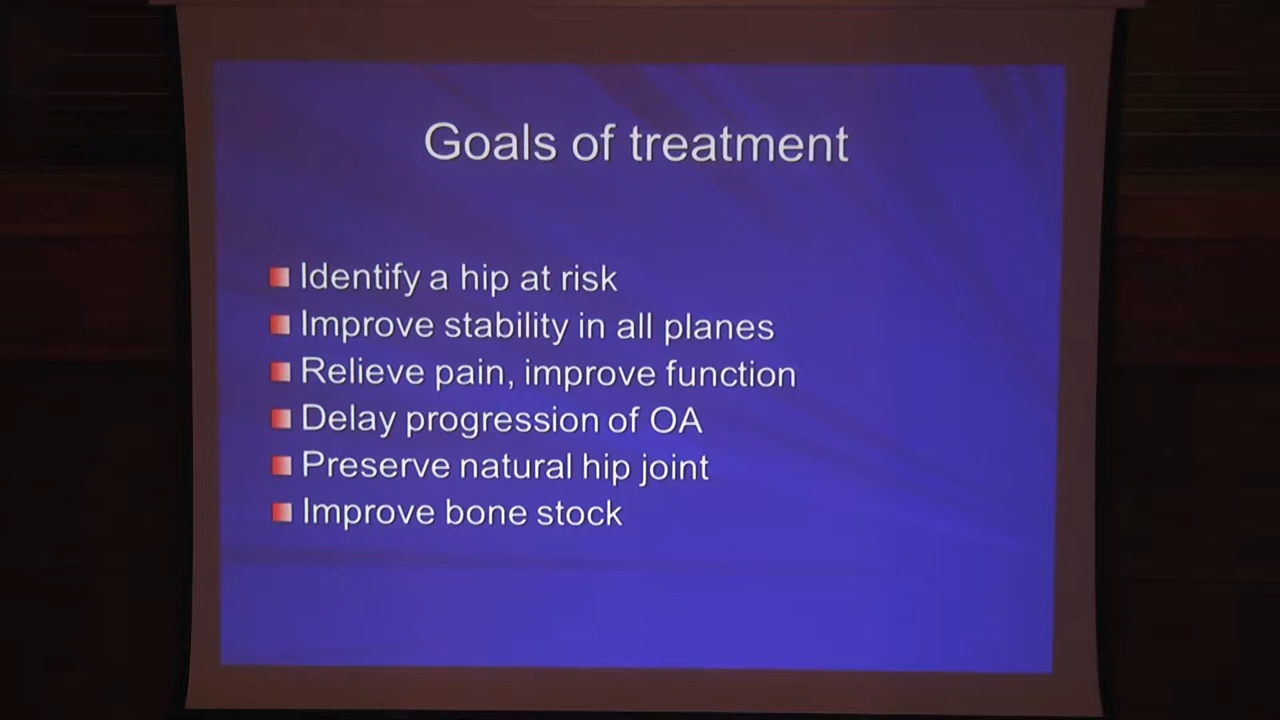 Goals of treatment
Identify a hip at risk
Improve stability in all planes
Relieve pain, improve function
Delay progression of OA
Preserve natural hip joint
Improve bone stock